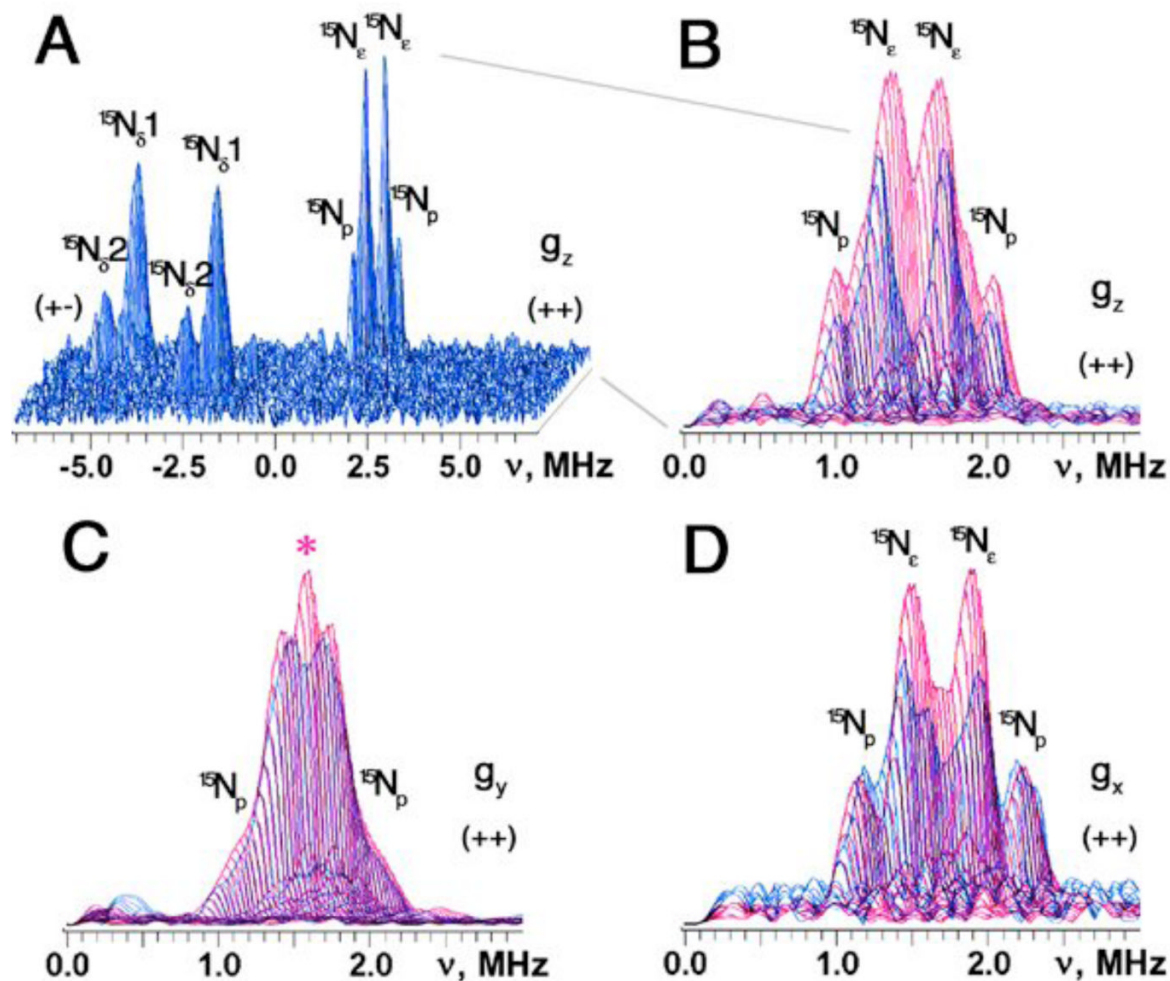 A
¹⁵Nε ¹⁵Nε
¹⁵Nδ1
¹⁵Nδ1
¹⁵Nδ2
¹⁵Nδ2
¹⁵Np
¹⁵Np
gz
(+-)
(++)
-5.0 -2.5 0.0 2.5 5.0 ν, MHz
B
¹⁵Nε ¹⁵Nε
¹⁵Np
¹⁵Np
gz
(++)
0.0 1.0 2.0 ν, MHz
C
*
¹⁵Np
¹⁵Np
gy
(++)
0.0 1.0 2.0 ν, MHz
D
¹⁵Nε ¹⁵Nε
¹⁵Np
¹⁵Np
gx
(++)
0.0 1.0 2.0 ν, MHz